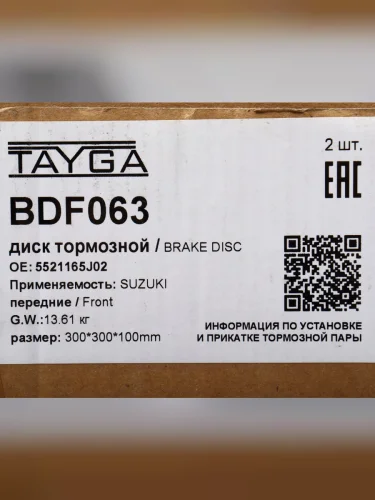 TAYGA
2 шт.
EAC
BDF063
диск тормозной / BRAKE DISC
OE: 5521165J02
Применяемость: SUZUKI
передние / Front
G.W.:13.61 кг
размер: 300*300*100mm
ИНФОРМАЦИЯ ПО УСТАНОВКЕ
И ПРИКАТКЕ ТОРМОЗНОЙ ПАРЫ